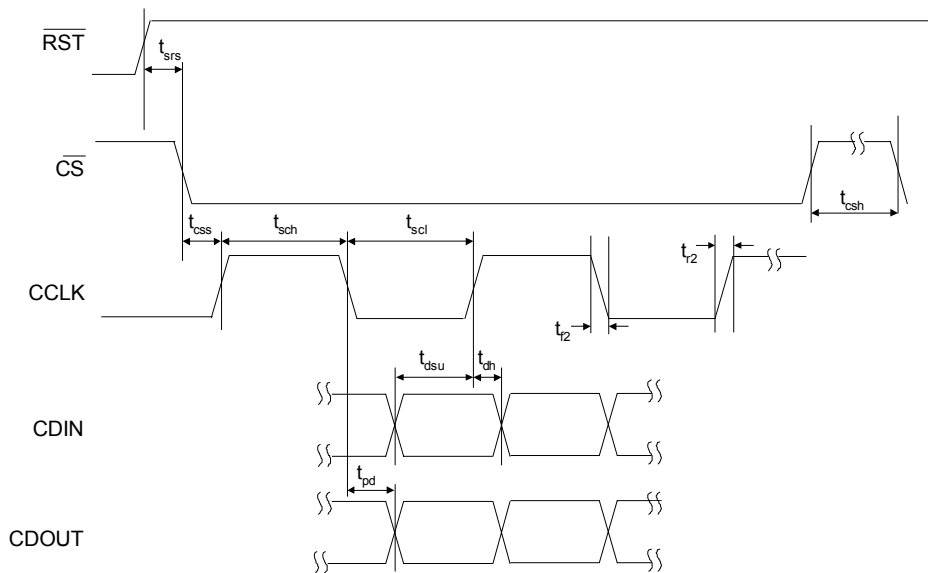 RST
t_srs
CS
t_csh
t_css
t_sch
t_scl
t_r2
CCLK
t_f2
t_dsu
t_dh
CDIN
t_pd
CDOUT